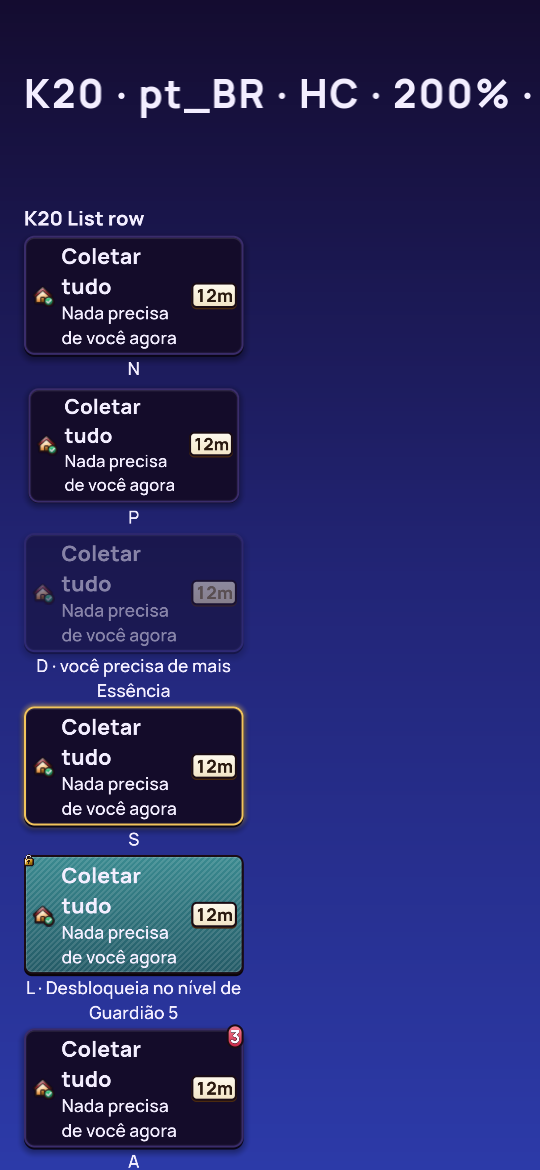 K20 · pt_BR · HC · 200% ·
K20 List row
Coletar
tudo
Nada precisa
de você agora
12m
N
Coletar
tudo
Nada precisa
de você agora
12m
P
Coletar
tudo
Nada precisa
de você agora
12m
D · você precisa de mais
Essência
Coletar
tudo
Nada precisa
de você agora
12m
S
Coletar
tudo
Nada precisa
de você agora
12m
L · Desbloqueia no nível de
Guardião 5
3
Coletar
tudo
Nada precisa
de você agora
12m
A